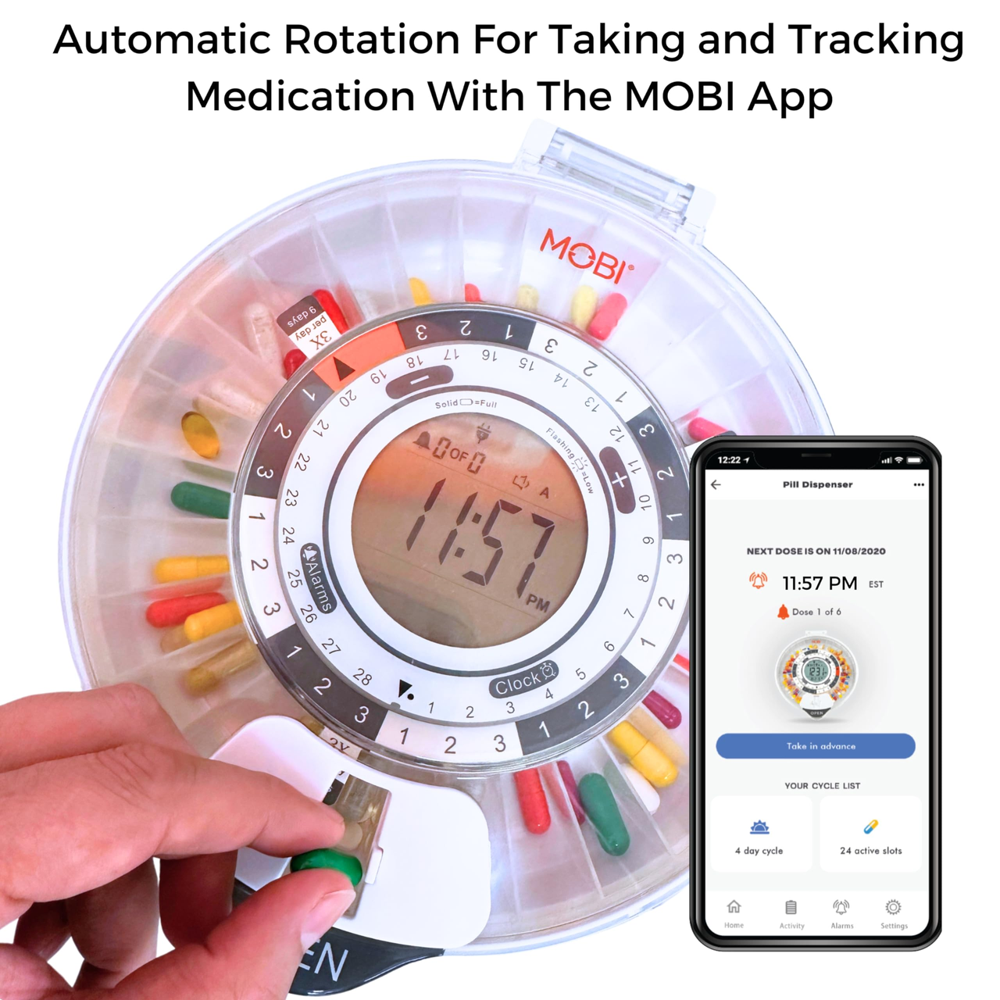 Automatic Rotation For Taking and Tracking
Medication With The MOBI App
MOBI®
9 days
per day
3X
3 2 1 3 2 1 3 2 1 3 2 1 3 2 1 3 2 1 3 2 1 3 2 1 3 2 1
1 2 3 4 5 6 7 8 9 10 11 12 13 14 15 16 17 18 19 20 21 22 23 24 25 26 27 28
Solid =Full
Flashing =Low
−
+
0 OF 0
A
11:57
PM
Alarms
Clock
EN
12:22
Pill Dispenser
NEXT DOSE IS ON 11/08/2020
11:57 PM EST
Dose 1 of 6
OPEN
Take in advance
YOUR CYCLE LIST
4 day cycle
24 active slots
Home
Activity
Alarms
Settings